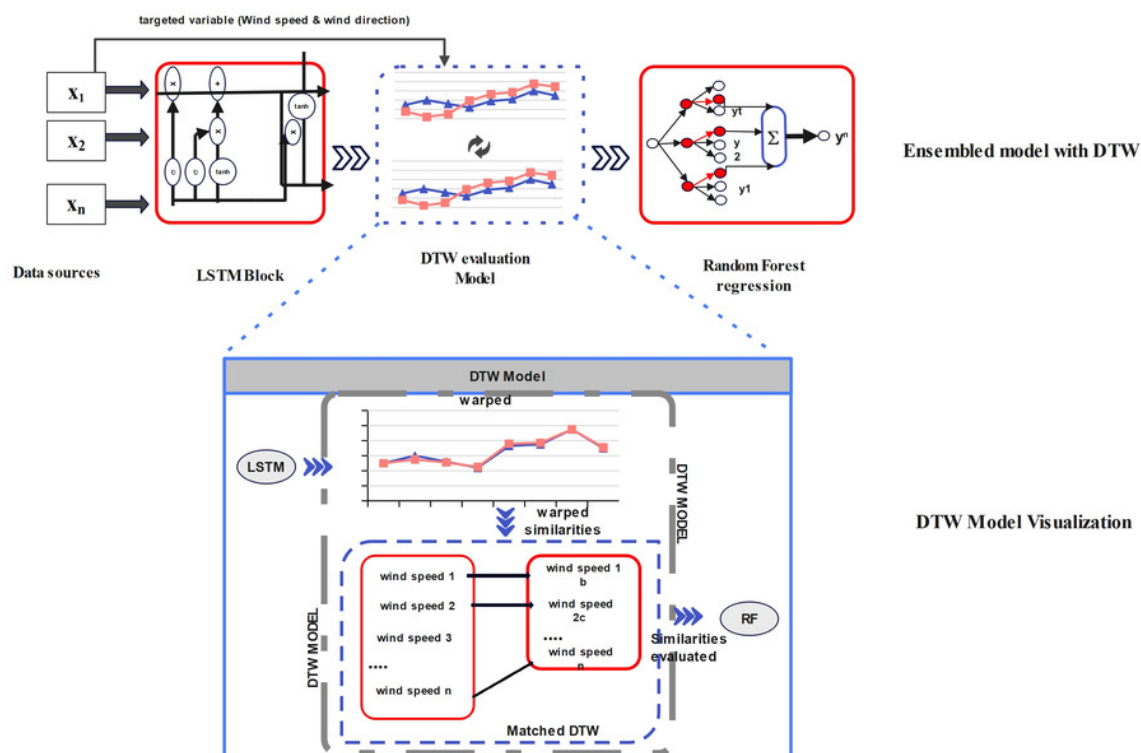 targeted variable (Wind speed & wind direction)
x1
x2
xn
x
+
tanh
x
x
σ
σ
tanh
yt
y
2
y1
Σ
yⁿ
Ensembled model with DTW
Data sources
LSTM Block
DTW evaluation
Model
Random Forest
regression
DTW Model
warped
LSTM
DTW MODEL
warped
similarities
wind speed 1
wind speed 2
wind speed 3
....
wind speed n
wind speed 1
b
wind speed
2c
....
wind speed
n
DTW MODEL
Similarities
evaluated
RF
Matched DTW
DTW Model Visualization